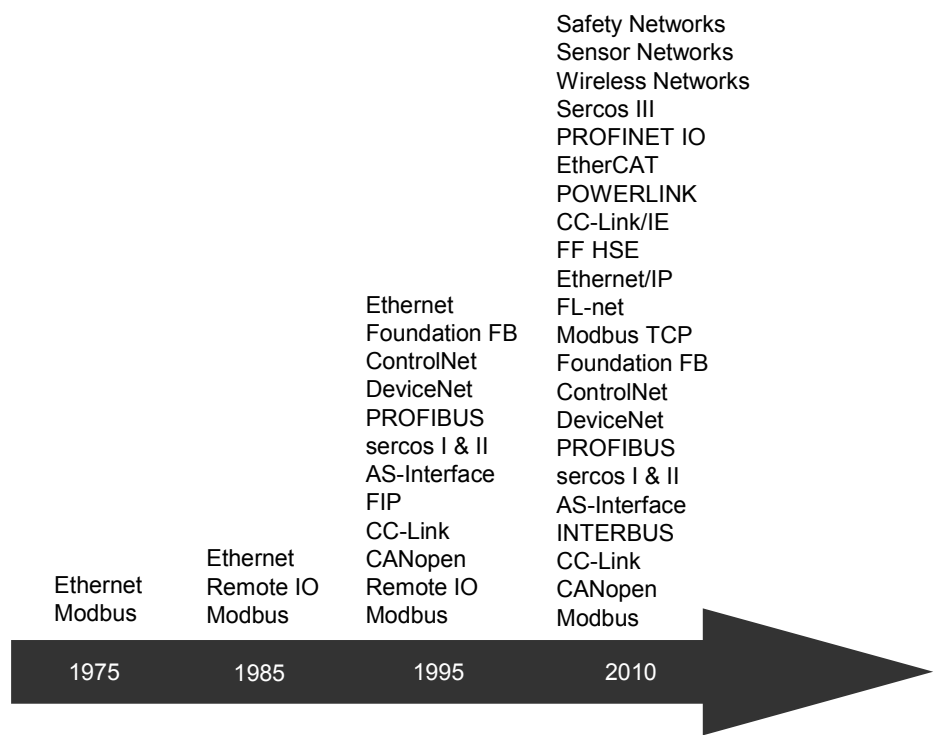 Safety Networks
Sensor Networks
Wireless Networks
Sercos III
PROFINET IO
EtherCAT
POWERLINK
CC-Link/IE
FF HSE
Ethernet/IP
FL-net
Modbus TCP
Foundation FB
ControlNet
DeviceNet
PROFIBUS
sercos I & II
AS-Interface
INTERBUS
CC-Link
CANopen
Modbus
Ethernet
Foundation FB
ControlNet
DeviceNet
PROFIBUS
sercos I & II
AS-Interface
FIP
CC-Link
CANopen
Remote IO
Modbus
Ethernet
Remote IO
Modbus
Ethernet
Modbus
1975
1985
1995
2010